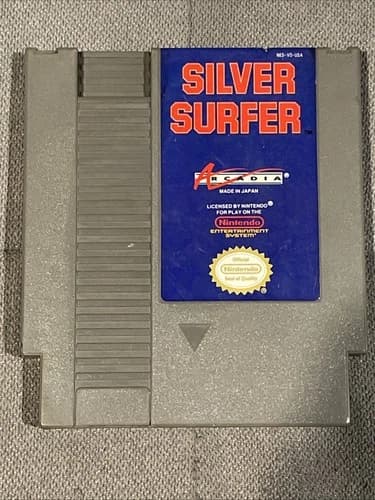 NES-VO-USA
SILVER
SURFER
TM
ARCADIA®
MADE IN JAPAN
LICENSED BY NINTENDO®
FOR PLAY ON THE
Nintendo
ENTERTAINMENT
SYSTEM®
Official
Nintendo
Seal of Quality